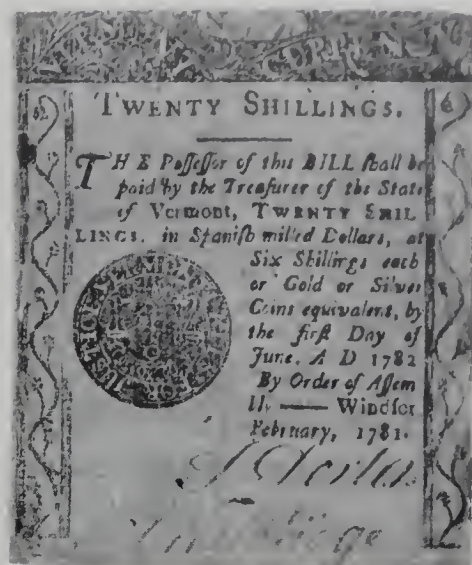 TWENTY SHILLINGS.
THE Poſſeſſor of this BILL ſhall be
paid by the Treaſurer of the State
of Vermont, TWENTY SHIL
LINGS. in Spaniſh milled Dollars, at
Six Shillings each
or Gold or Silver
Coins equivalent, by
the firſt Day of
June, A D 1782
By Order of Aſſem
bly —— Windſor
February, 1781.